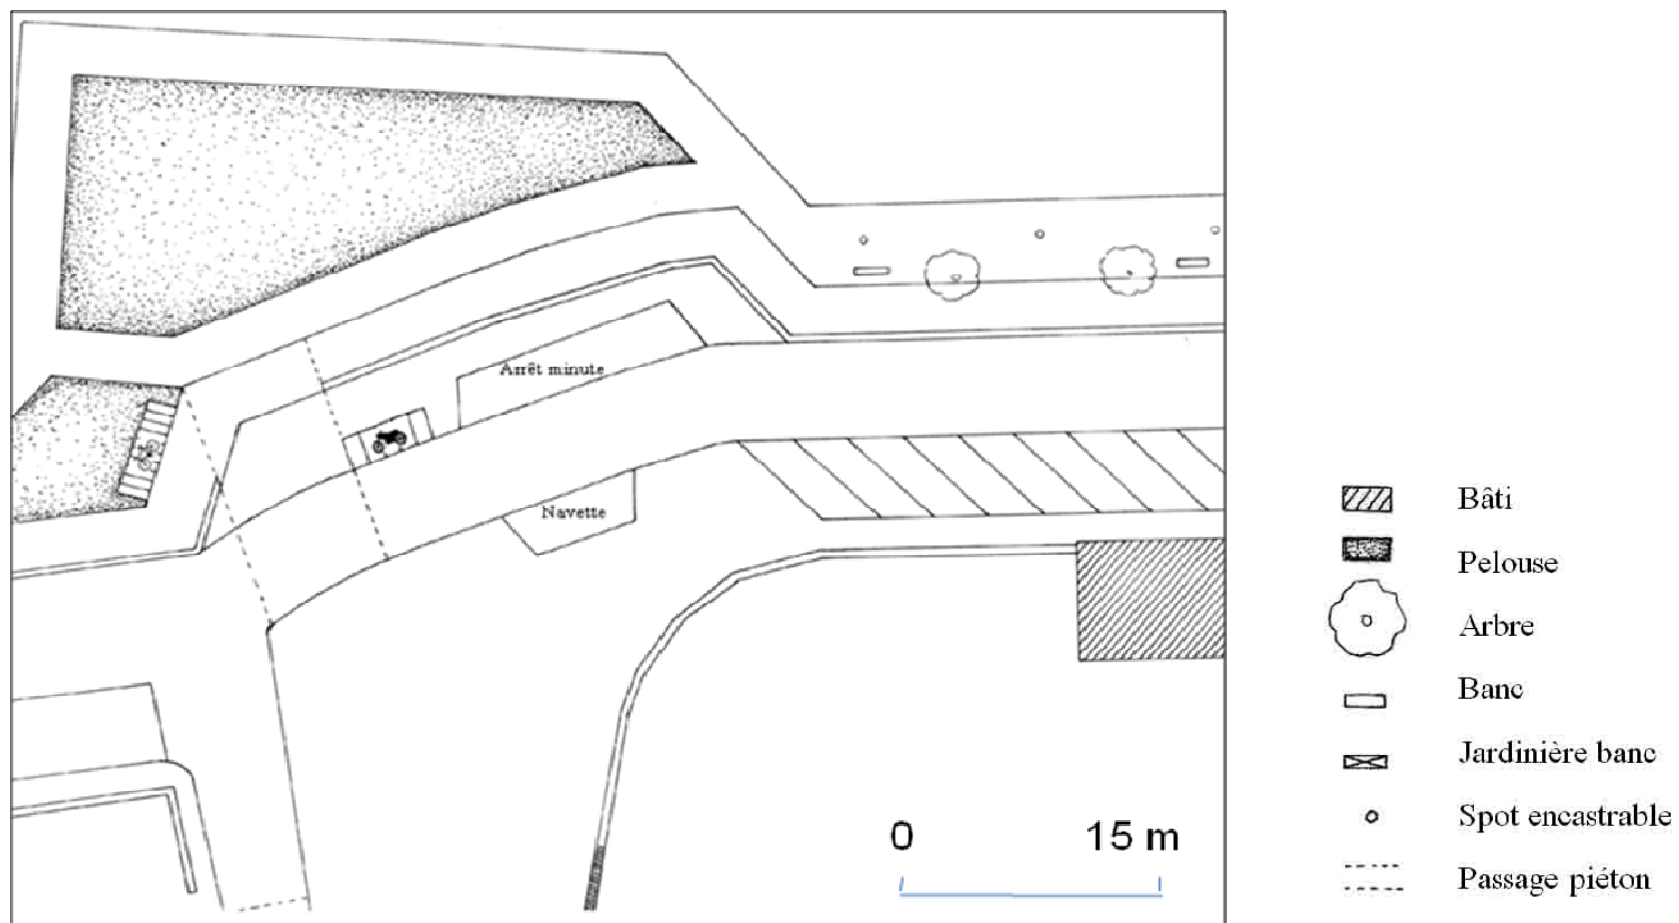 Arrêt minute
Navette
0 15 m
Bâti
Pelouse
Arbre
Banc
Jardinière banc
Spot encastrable
Passage piéton